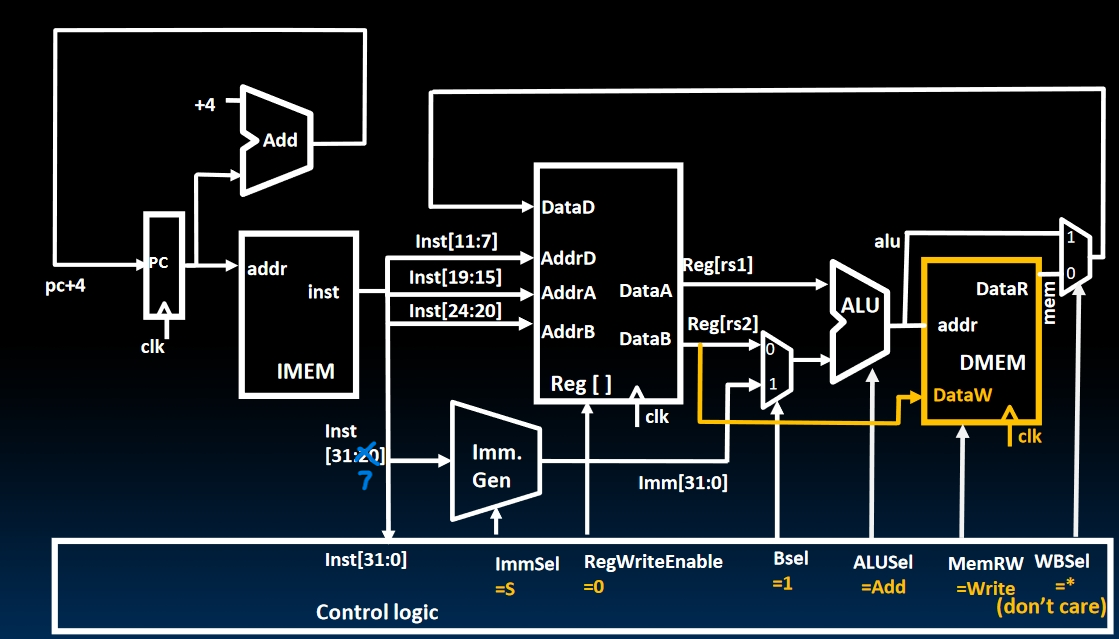 +4
Add
DataD
Inst[11:7]
alu
1
PC
addr
AddrD
Reg[rs1]
0
pc+4
inst
Inst[19:15]
AddrA
DataA
ALU
DataR
mem
Inst[24:20]
AddrB
DataB
Reg[rs2]
addr
clk
0
DMEM
IMEM
Reg [ ]
1
DataW
clk
clk
Inst
[31:20]
7
Imm.
Gen
Imm[31:0]
Inst[31:0]
ImmSel
=S
RegWriteEnable
=0
Bsel
=1
ALUSel
=Add
MemRW
=Write
WBSel
=*
(don't care)
Control logic